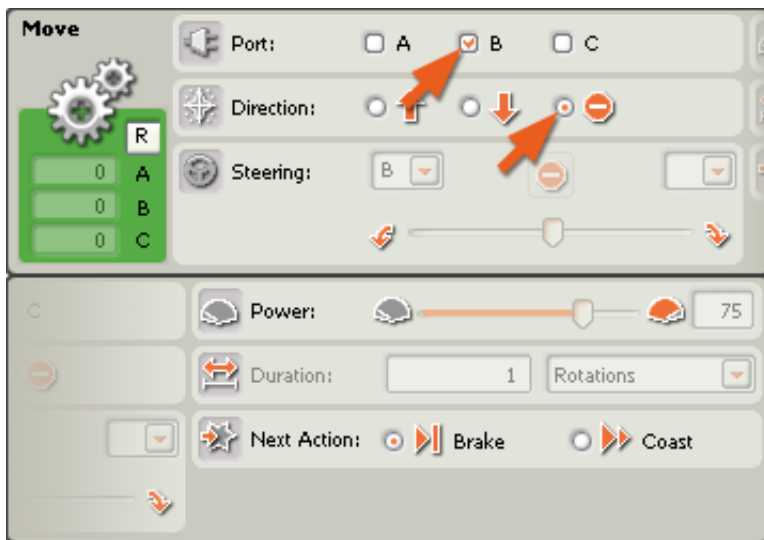 Move
Port: A B C
Direction:
R
0 A
Steering: B
0 B
0 C
C Power: 75
Duration: 1 Rotations
Next Action: Brake Coast